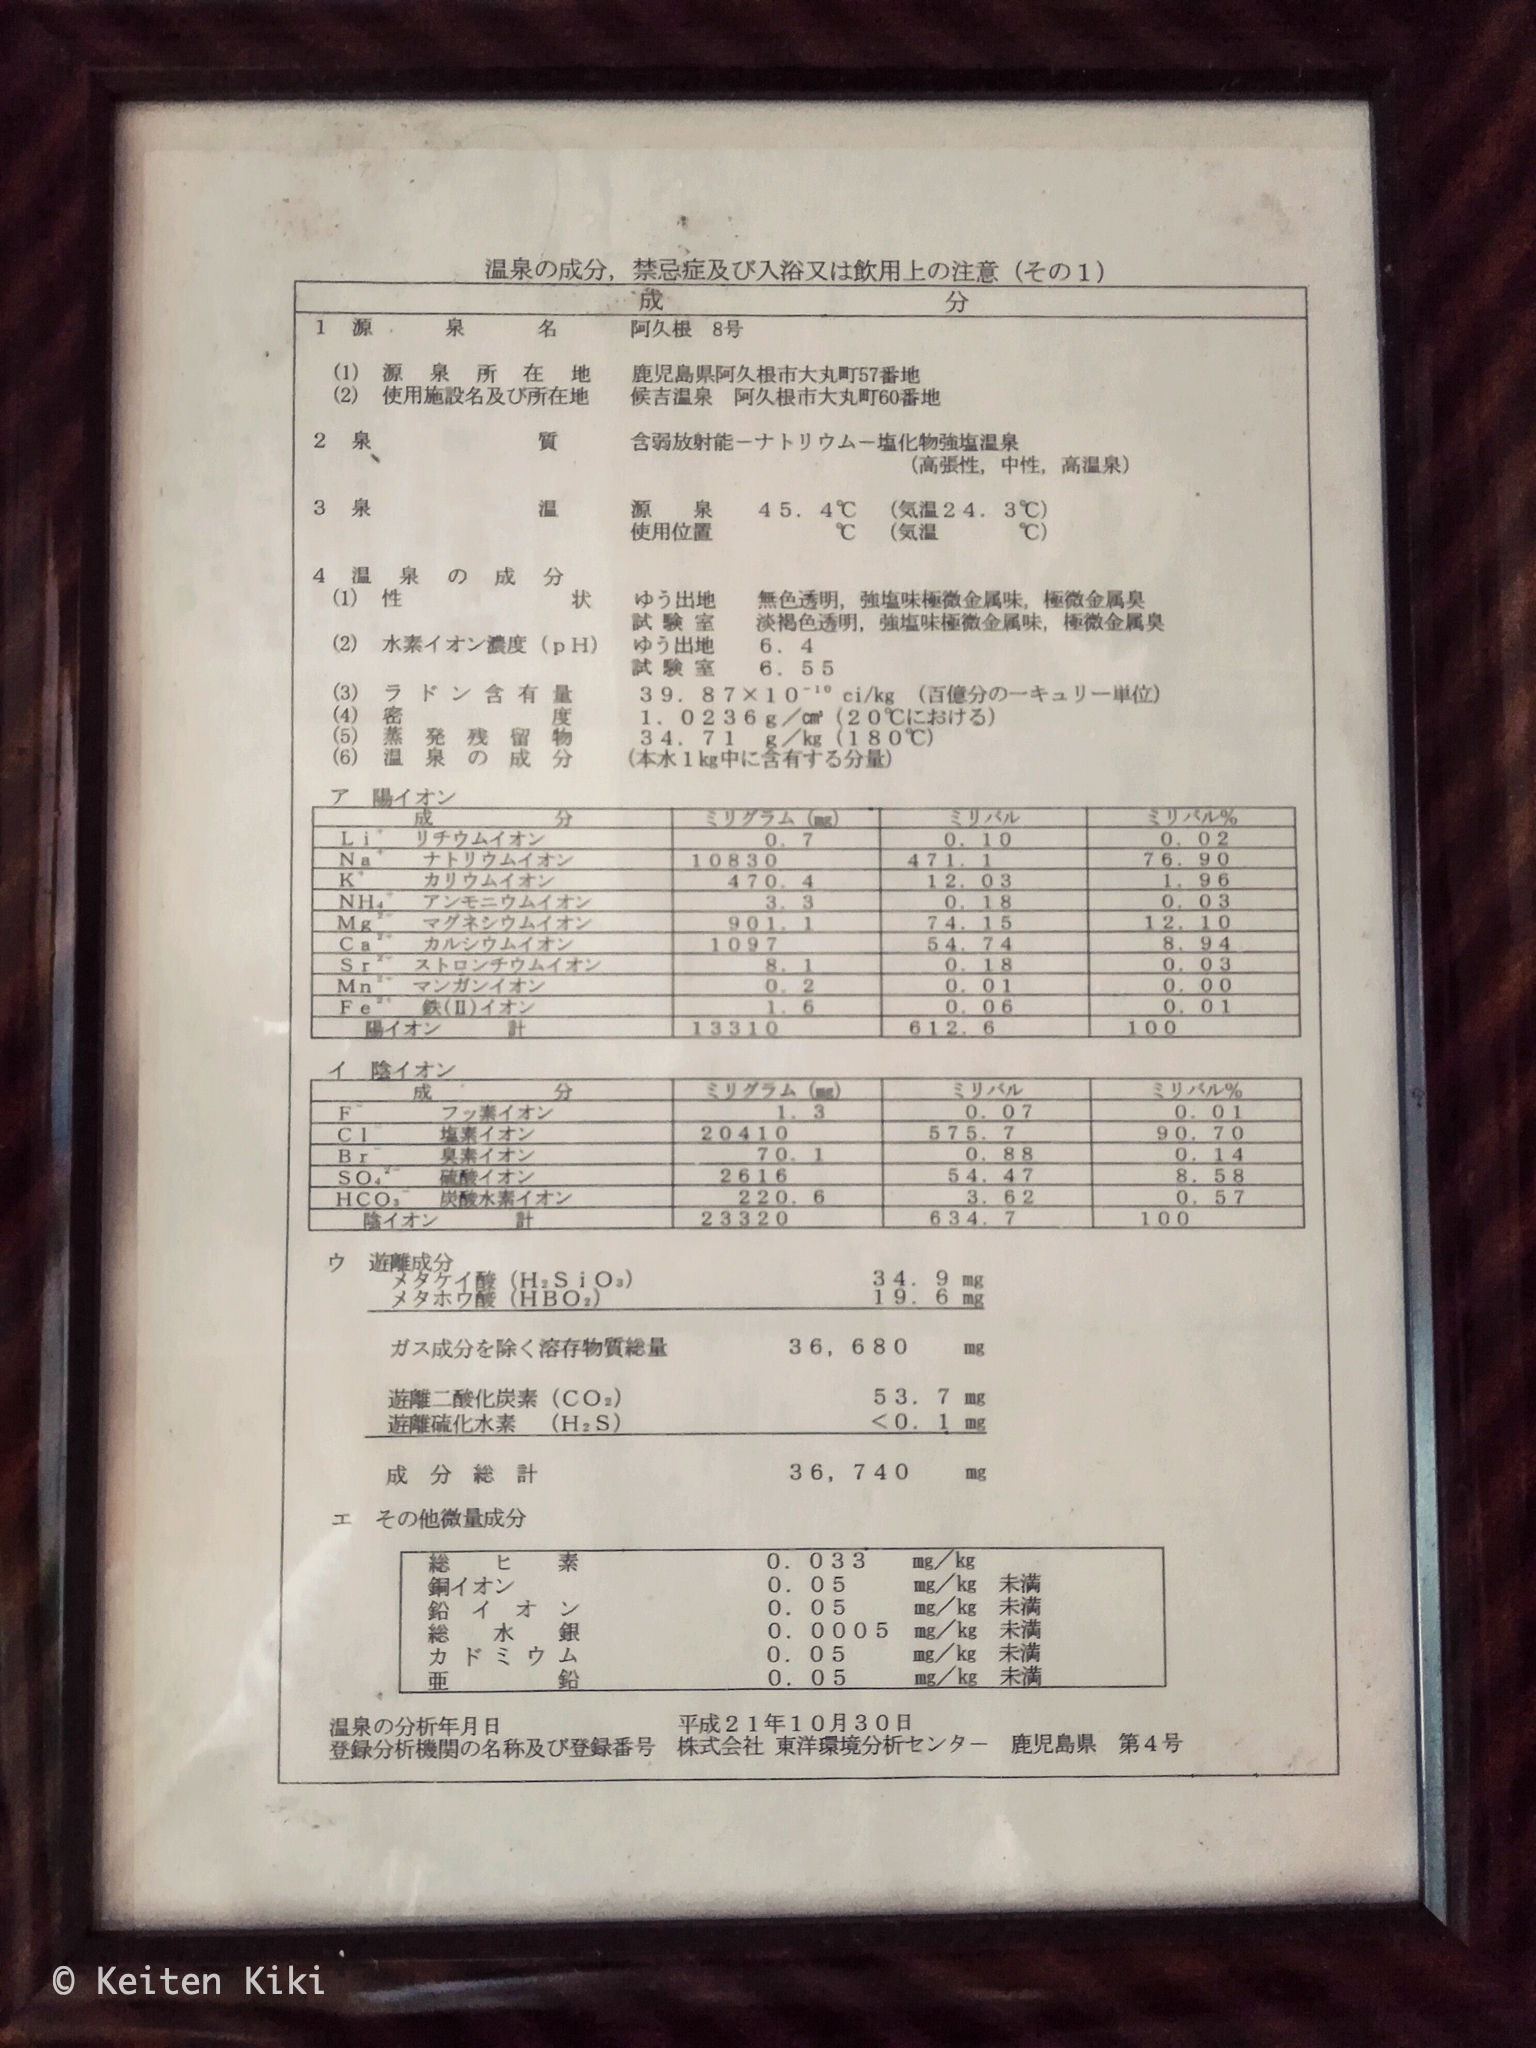 温泉の成分，禁忌症及び入浴又は飲用上の注意（その１）
成 分
１ 源 泉 名 阿久根 8号
(1) 源泉所在地 鹿児島県阿久根市大丸町57番地
(2) 使用施設名及び所在地 候吉温泉 阿久根市大丸町60番地
２ 泉 質 含弱放射能－ナトリウム－塩化物強塩温泉
（高張性，中性，高温泉）
３ 泉 温 源 泉 ４５．４℃ （気温２４．３℃）
使用位置 ℃ （気温 ℃）
４ 温泉の成分
(1) 性 状 ゆう出地 無色透明，強塩味極微金属味，極微金属臭
試験室 淡褐色透明，強塩味極微金属味，極微金属臭
(2) 水素イオン濃度（ｐＨ） ゆう出地 ６．４
試験室 ６．５５
(3) ラドン含有量 ３９．８７×１０⁻¹⁰ ci/kg （百億分の一キュリー単位）
(4) 密 度 １．０２３６ｇ／㎤（２０℃における）
(5) 蒸発残留物 ３４．７１ ｇ／㎏（１８０℃）
(6) 温泉の成分 （本水１㎏中に含有する分量）
ア 陽イオン
成 分 ミリグラム（㎎） ミリバル ミリバル%
Ｌｉ⁺ リチウムイオン ０．７ ０．１０ ０．０２
Ｎａ⁺ ナトリウムイオン １０８３０ ４７１．１ ７６．９０
Ｋ⁺ カリウムイオン ４７０．４ １２．０３ １．９６
ＮＨ₄⁺ アンモニウムイオン ３．３ ０．１８ ０．０３
Ｍｇ²⁺ マグネシウムイオン ９０１．１ ７４．１５ １２．１０
Ｃａ²⁺ カルシウムイオン １０９７ ５４．７４ ８．９４
Ｓｒ²⁺ ストロンチウムイオン ８．１ ０．１８ ０．０３
Ｍｎ²⁺ マンガンイオン ０．２ ０．０１ ０．００
Ｆｅ²⁺ 鉄(Ⅱ)イオン １．６ ０．０６ ０．０１
陽イオン 計 １３３１０ ６１２．６ １００
イ 陰イオン
成 分 ミリグラム（㎎） ミリバル ミリバル%
Ｆ⁻ フッ素イオン １．３ ０．０７ ０．０１
Ｃｌ⁻ 塩素イオン ２０４１０ ５７５．７ ９０．７０
Ｂｒ⁻ 臭素イオン ７０．１ ０．８８ ０．１４
ＳＯ₄²⁻ 硫酸イオン ２６１６ ５４．４７ ８．５８
ＨＣＯ₃⁻ 炭酸水素イオン ２２０．６ ３．６２ ０．５７
陰イオン 計 ２３３２０ ６３４．７ １００
ウ 遊離成分
メタケイ酸（Ｈ₂ＳｉＯ₃） ３４．９ ㎎
メタホウ酸（ＨＢＯ₂） １９．６ ㎎
ガス成分を除く溶存物質総量 ３６，６８０ ㎎
遊離二酸化炭素（ＣＯ₂） ５３．７ ㎎
遊離硫化水素 （Ｈ₂Ｓ） ＜０．１ ㎎
成分総計 ３６，７４０ ㎎
エ その他微量成分
総ヒ素 ０．０３３ ㎎／㎏
銅イオン ０．０５ ㎎／㎏ 未満
鉛イオン ０．０５ ㎎／㎏ 未満
総水銀 ０．０００５ ㎎／㎏ 未満
カドミウム ０．０５ ㎎／㎏ 未満
亜鉛 ０．０５ ㎎／㎏ 未満
温泉の分析年月日 平成２１年１０月３０日
登録分析機関の名称及び登録番号 株式会社 東洋環境分析センター 鹿児島県 第４号
© Keiten Kiki